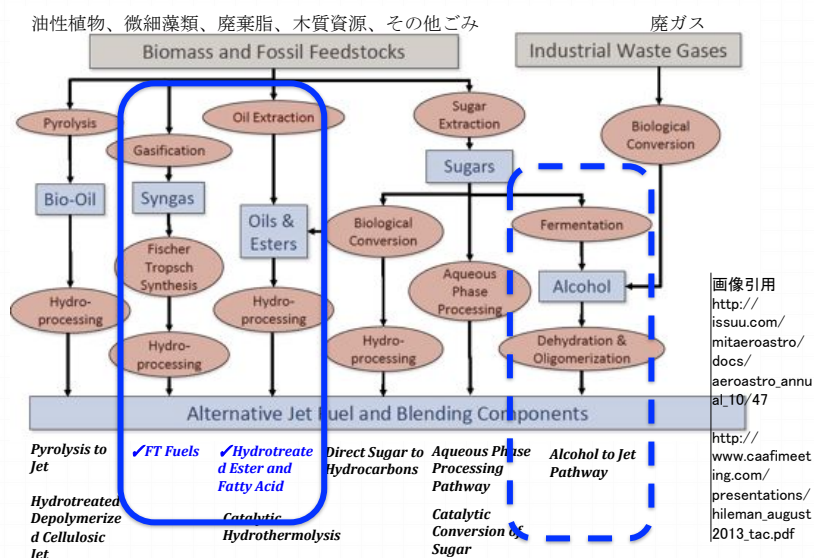 油性植物、微細藻類、廃棄脂、木質資源、その他ごみ
廃ガス
Biomass and Fossil Feedstocks
Industrial Waste Gases
Pyrolysis
Gasification
Oil Extraction
Sugar
Extraction
Biological
Conversion
Bio-Oil
Syngas
Oils &
Esters
Sugars
Biological
Conversion
Fermentation
Fischer
Tropsch
Synthesis
Aqueous
Phase
Processing
Alcohol
Hydro-
processing
Hydro-
processing
Hydro-
processing
Hydro-
processing
Dehydration &
Oligomerization
Alternative Jet Fuel and Blending Components
Pyrolysis to
Jet
Hydrotreated
Depolymerize
d Cellulosic
Jet
✓FT Fuels
✓Hydrotreate
d Ester and
Fatty Acid
Catalytic
Hydrothermolysis
Direct Sugar to
Hydrocarbons
Aqueous Phase
Processing
Pathway
Catalytic
Conversion of
Sugar
Alcohol to Jet
Pathway
画像引用
http://
issuu.com/
mitaeroastro/
docs/
aeroastro_annu
al_10/47
http://
www.caafimeet
ing.com/
presentations/
hileman_august
2013_tac.pdf